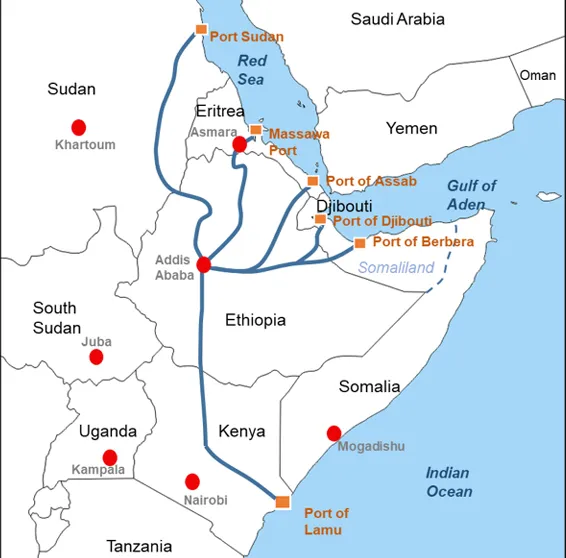 Saudi Arabia
Port Sudan
Red
Sea
Oman
Sudan
Eritrea
Khartoum
Asmara
Massawa
Port
Yemen
Port of Assab
Gulf of
Aden
Djibouti
Port of Djibouti
Port of Berbera
Addis
Ababa
Somaliland
South
Sudan
Ethiopia
Juba
Somalia
Uganda
Kenya
Mogadishu
Kampala
Indian
Ocean
Nairobi
Port of
Lamu
Tanzania